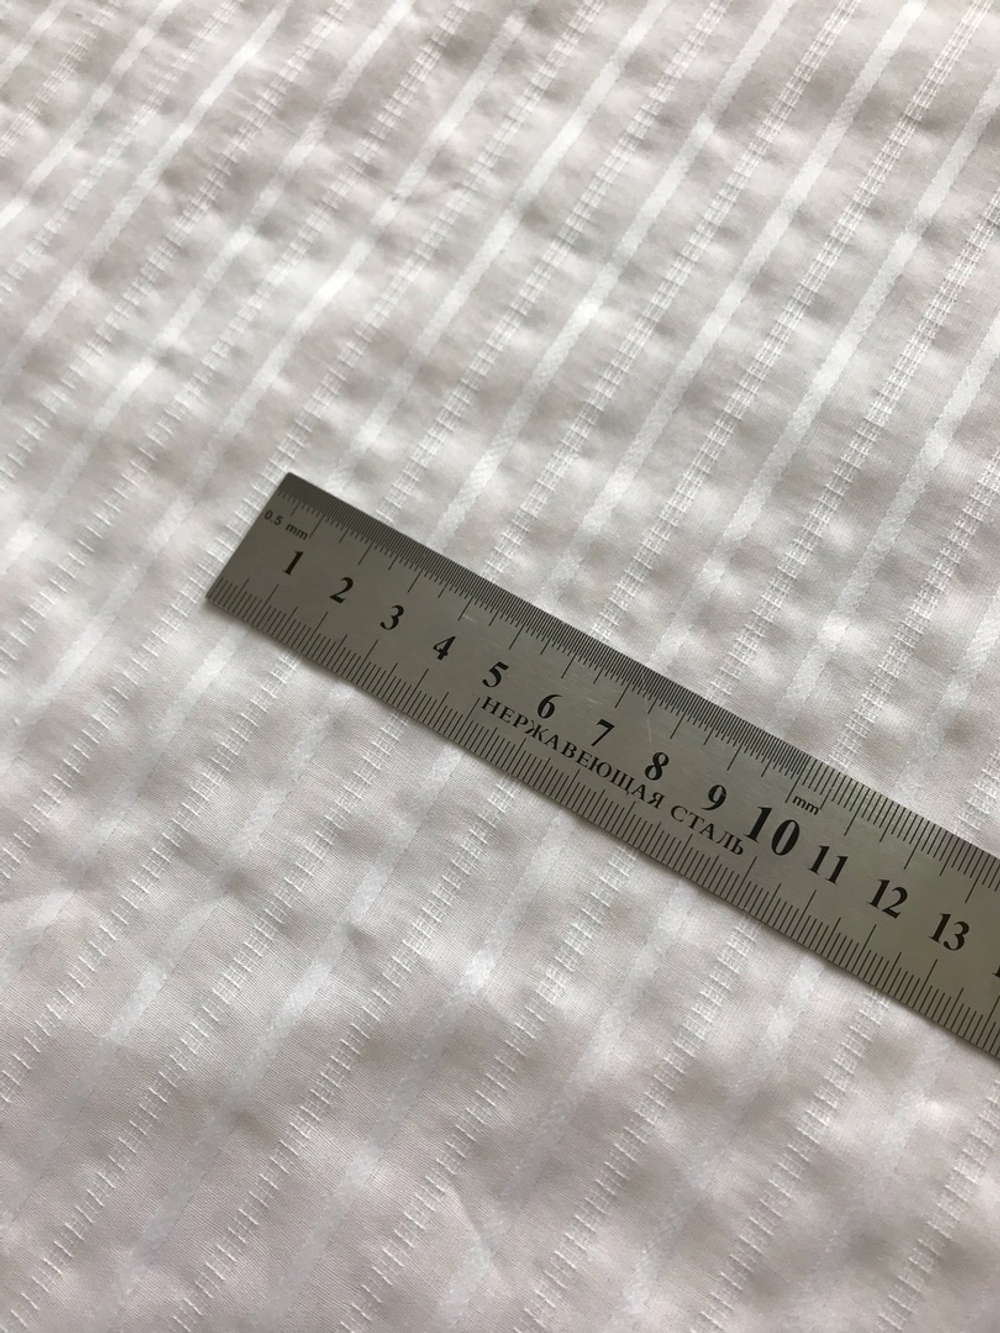 0.5 mm
1 2 3 4 5 6 7 8 9 10 11 12 13
mm
НЕРЖАВЕЮЩАЯ СТАЛЬ